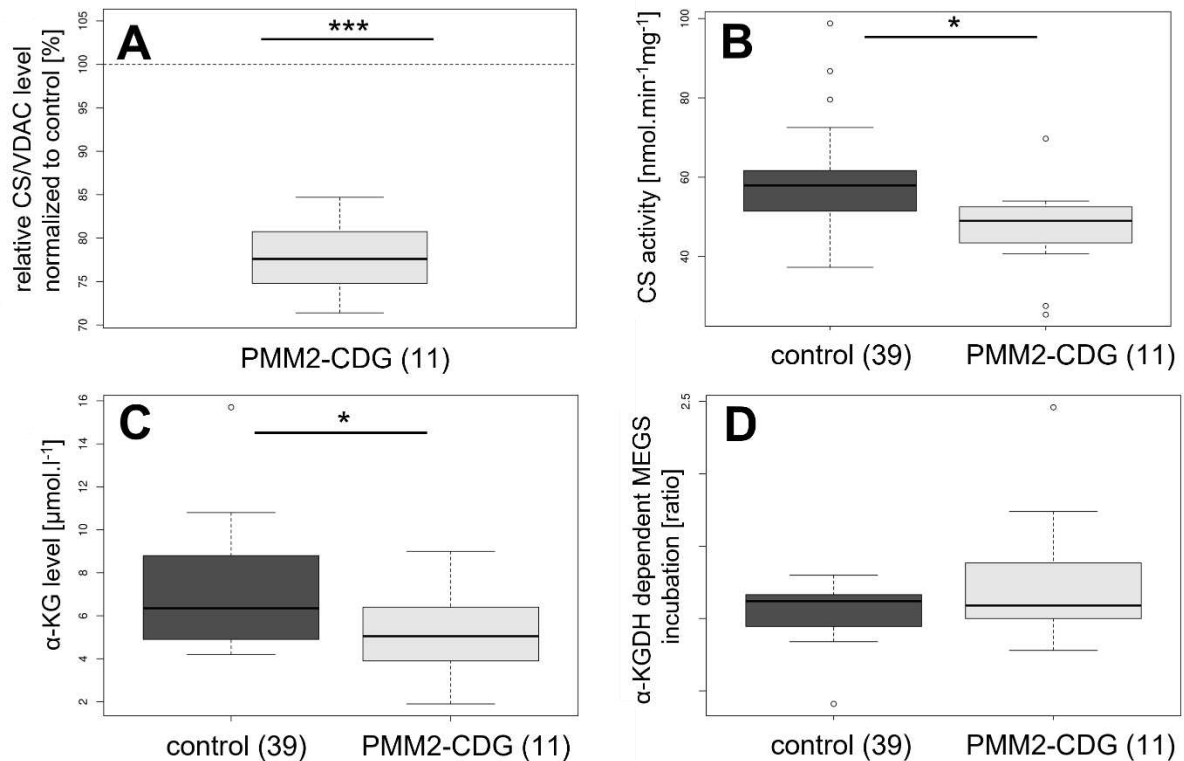 A
***
relative CS/VDAC level
normalized to control [%]
105
100
95
90
85
80
75
70
PMM2-CDG (11)
B
*
CS activity [nmol.min⁻¹mg⁻¹]
100
80
60
40
control (39)
PMM2-CDG (11)
C
*
α-KG level [µmol.l⁻¹]
16
14
12
10
8
6
4
2
control (39)
PMM2-CDG (11)
D
α-KGDH dependent MEGS
incubation [ratio]
2.5
control (39)
PMM2-CDG (11)